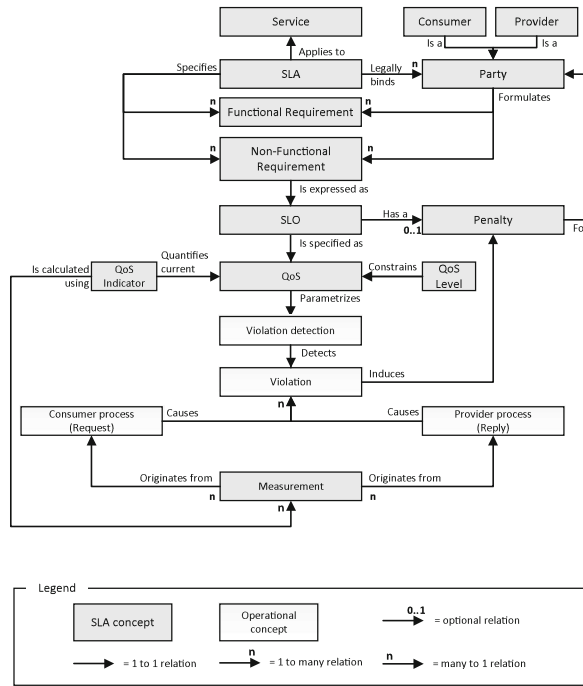 Service
Consumer
Provider
Is a
Is a
Applies to
Specifies
SLA
Legally
binds
n
Party
Formulates
n
Functional Requirement
n
n
Non-Functional
Requirement
n
Is expressed as
SLO
Has a
0..1
Penalty
Fo
Is specified as
Is calculated
using
QoS
Indicator
Quantifies
current
QoS
Constrains
QoS
Level
Parametrizes
Violation detection
Detects
Violation
Induces
n
Consumer process
(Request)
Causes
Causes
Provider process
(Reply)
Originates from
n
Measurement
Originates from
n
n
Legend
SLA concept
Operational
concept
0..1
= optional relation
= 1 to 1 relation
n
= 1 to many relation
n
= many to 1 relation